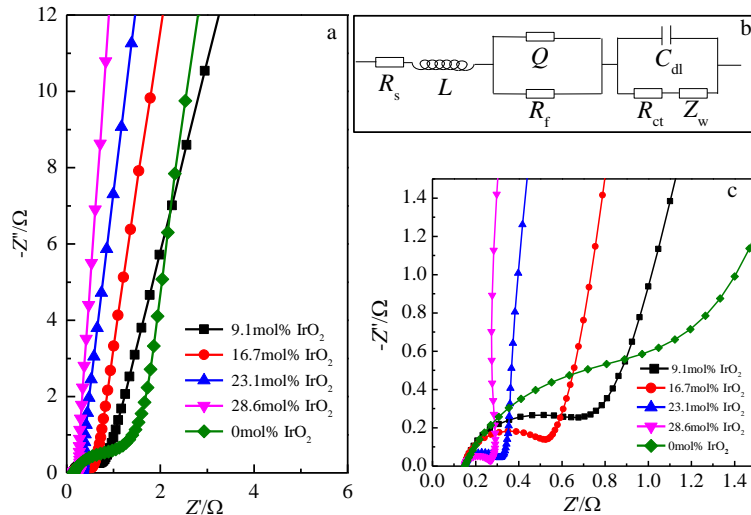 a
12
10
8
6
4
2
0
0 2 4 6
-Z''/Ω
Z'/Ω
9.1mol% IrO2
16.7mol% IrO2
23.1mol% IrO2
28.6mol% IrO2
0mol% IrO2
b
Rs
L
Q
Rf
Cdl
Rct
Zw
c
1.4
1.2
1.0
0.8
0.6
0.4
0.2
0.0
0.0 0.2 0.4 0.6 0.8 1.0 1.2 1.4
-Z''/Ω
Z'/Ω
9.1mol% IrO2
16.7mol% IrO2
23.1mol% IrO2
28.6mol% IrO2
0mol% IrO2